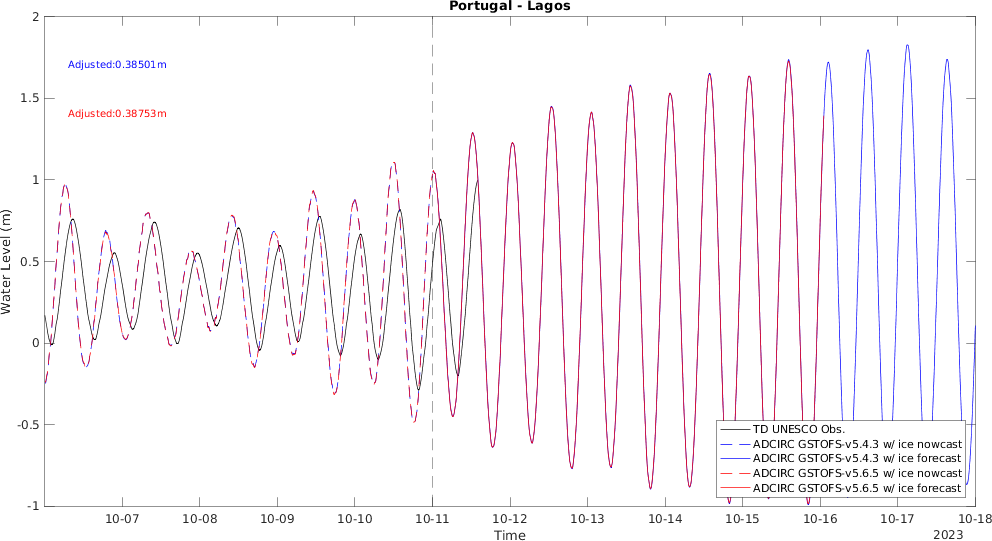 Portugal - Lagos
Adjusted:0.38501m
Adjusted:0.38753m
Water Level (m)
2
1.5
1
0.5
0
-0.5
-1
TD UNESCO Obs.
ADCIRC GSTOFS-v5.4.3 w/ ice nowcast
ADCIRC GSTOFS-v5.4.3 w/ ice forecast
ADCIRC GSTOFS-v5.6.5 w/ ice nowcast
ADCIRC GSTOFS-v5.6.5 w/ ice forecast
10-07 10-08 10-09 10-10 10-11 10-12 10-13 10-14 10-15 10-16 10-17 10-18
Time
2023